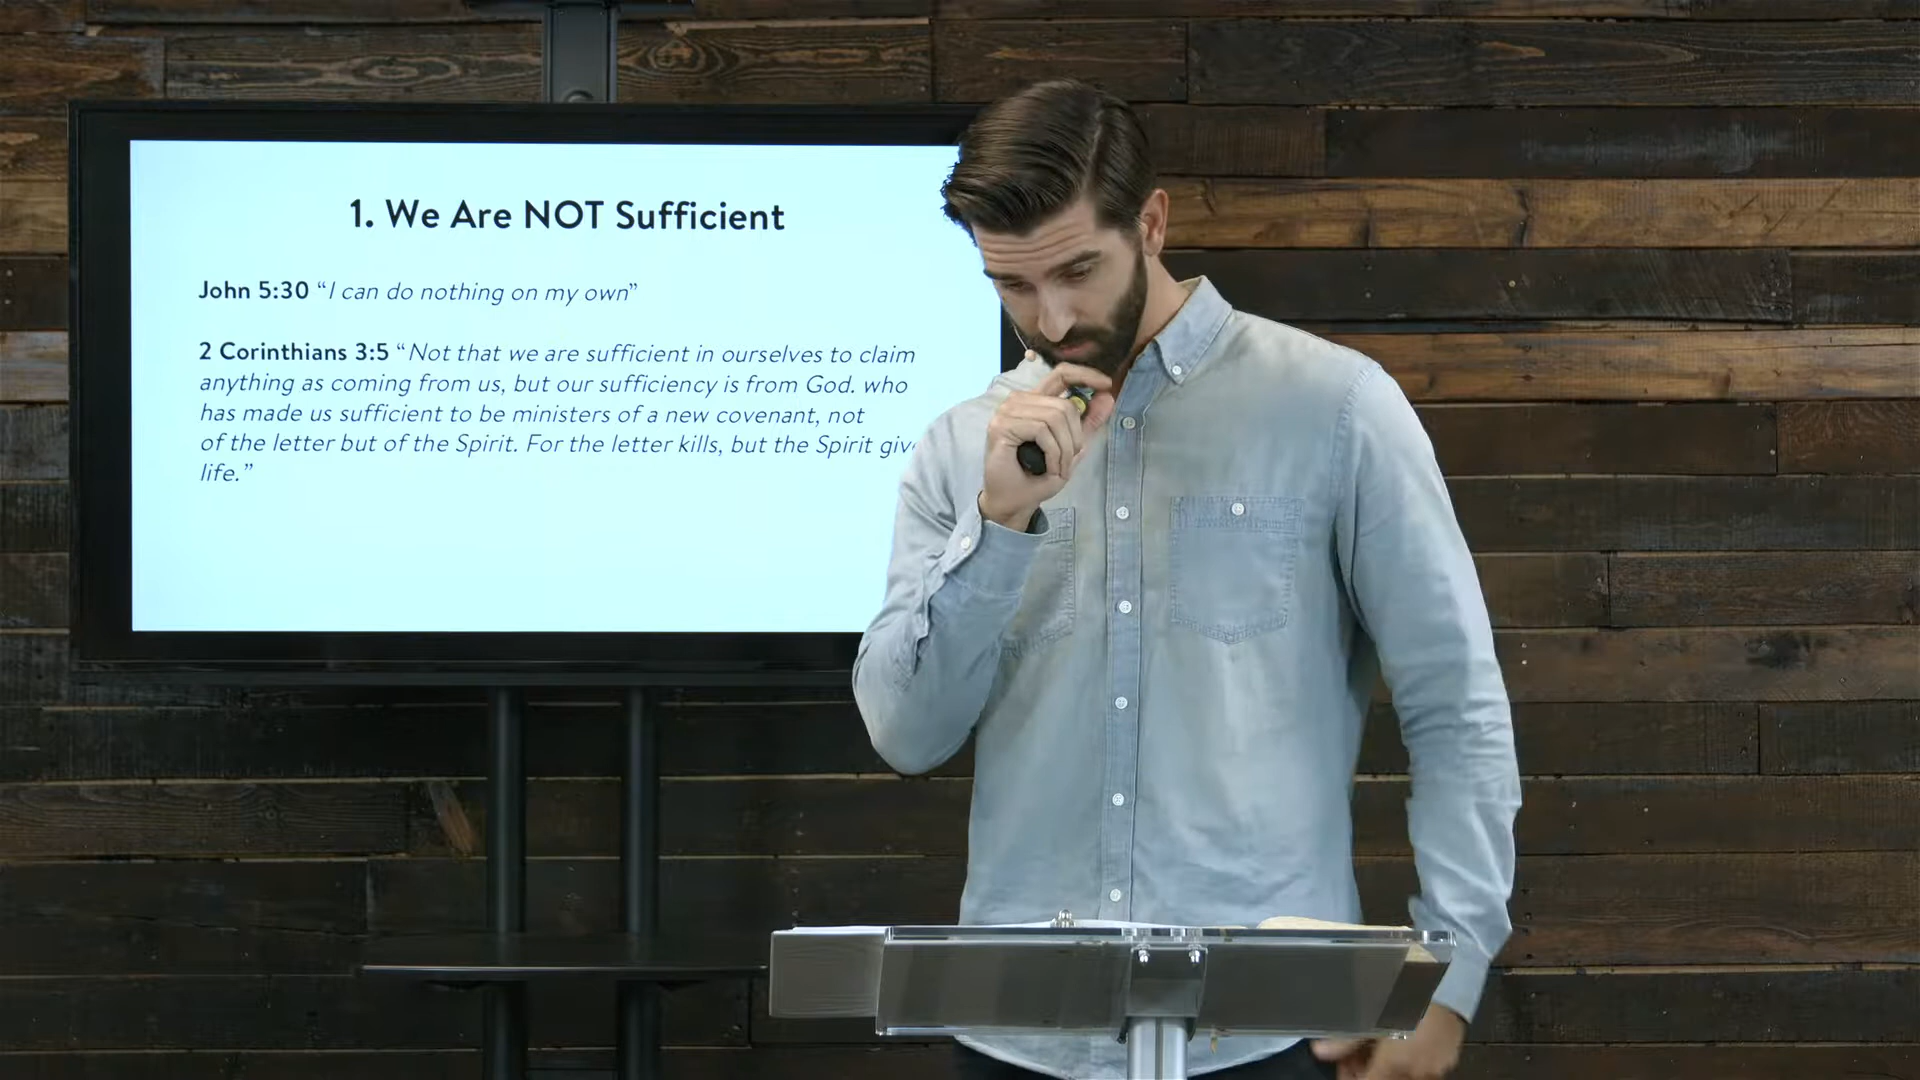 1. We Are NOT Sufficient
John 5:30 “I can do nothing on my own”
2 Corinthians 3:5 “Not that we are sufficient in ourselves to claim
anything as coming from us, but our sufficiency is from God. who
has made us sufficient to be ministers of a new covenant, not
of the letter but of the Spirit. For the letter kills, but the Spirit
life.”